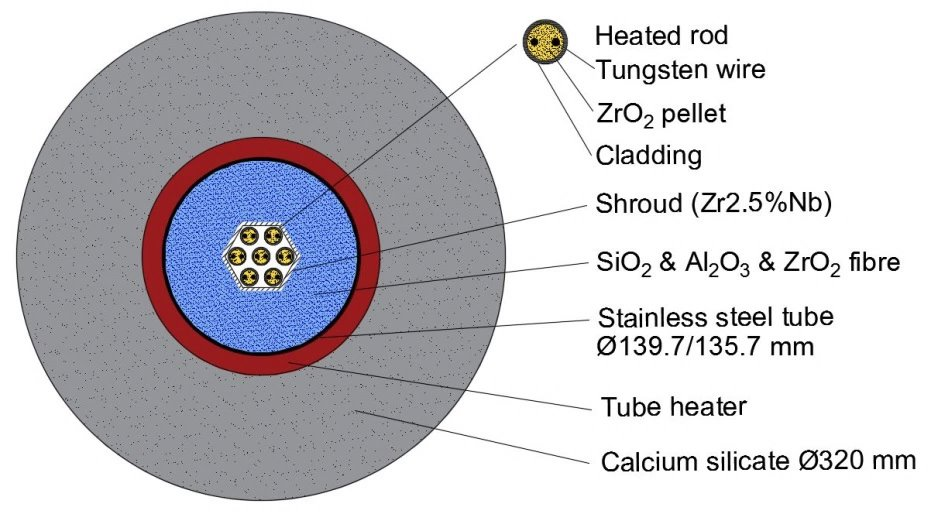 Heated rod
Tungsten wire
ZrO₂ pellet
Cladding
Shroud (Zr2.5%Nb)
SiO₂ & Al₂O₃ & ZrO₂ fibre
Stainless steel tube
Ø139.7/135.7 mm
Tube heater
Calcium silicate Ø320 mm